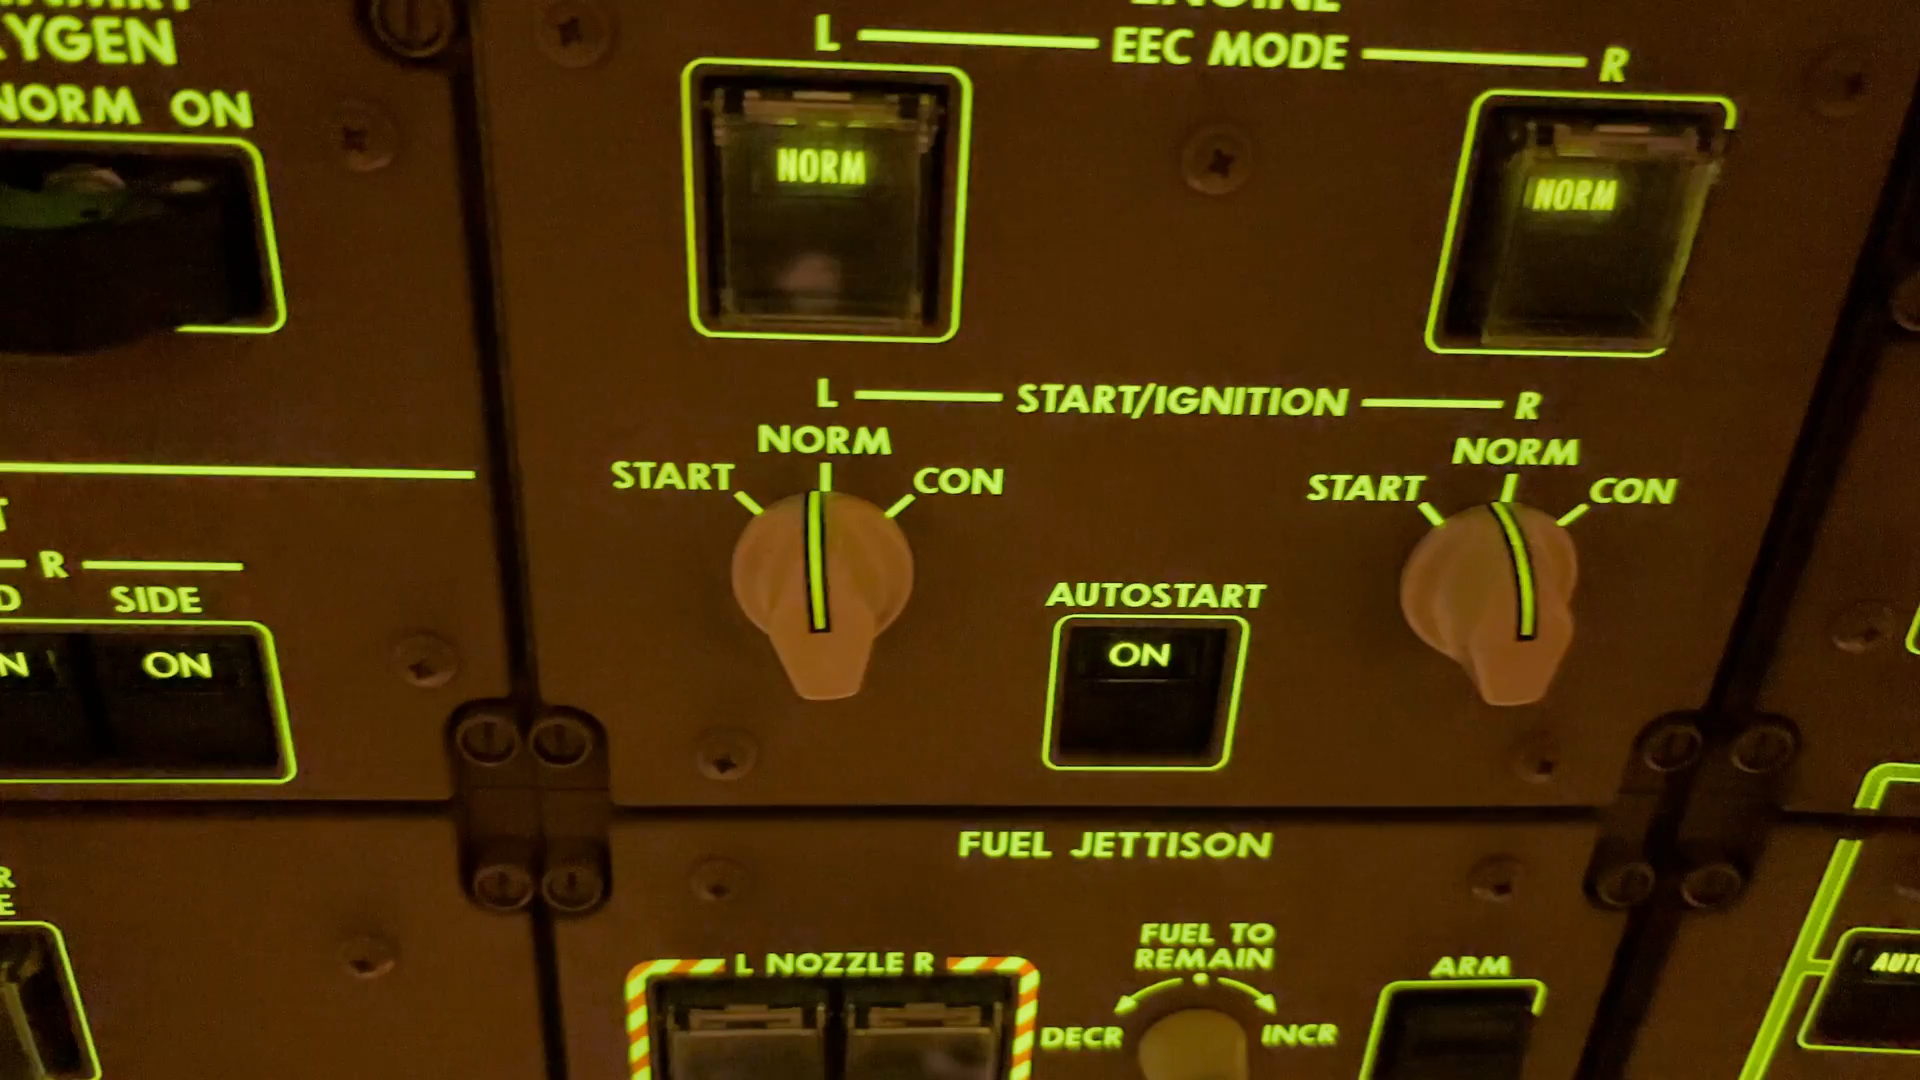 YGEN
NORM ON
ENGINE
L EEC MODE R
NORM NORM
L START/IGNITION R
START NORM CON
START NORM CON
AUTOSTART
ON
R
SIDE
ON
FUEL JETTISON
L NOZZLE R
FUEL TO
REMAIN
DECR INCR
ARM